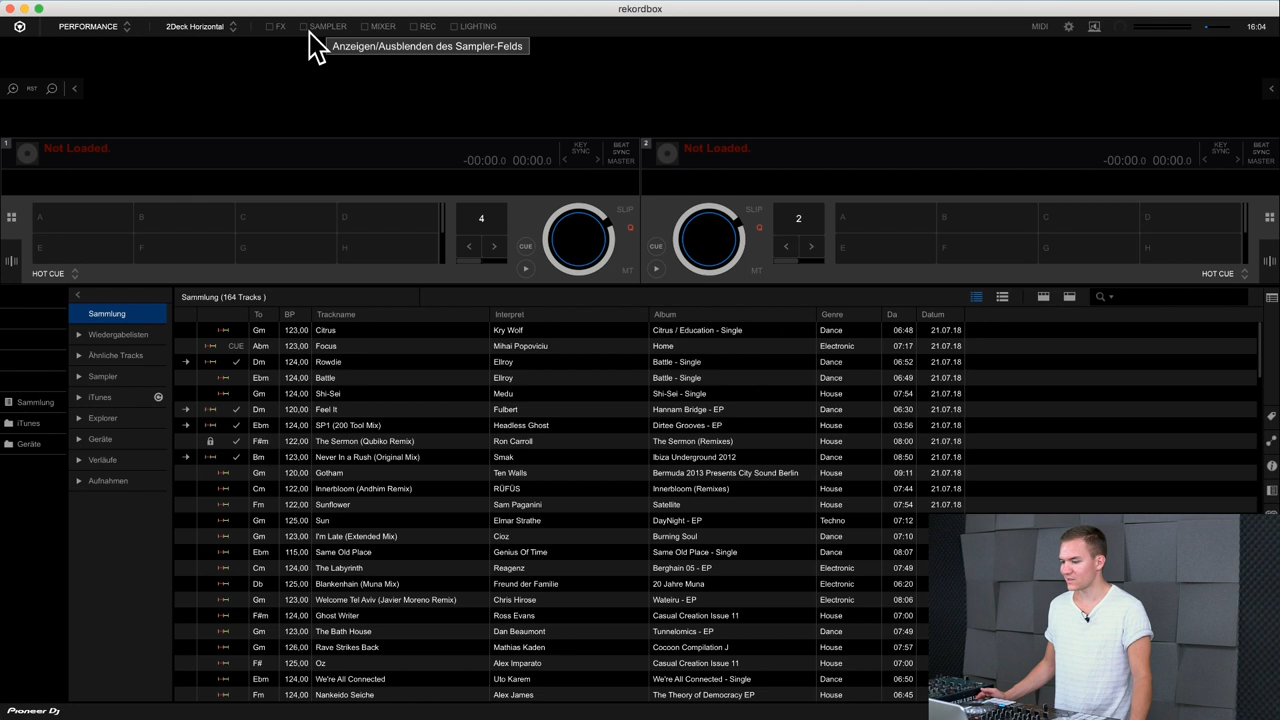 rekordbox
PERFORMANCE 2Deck Horizontal FX SAMPLER MIXER REC LIGHTING MIDI 16:04
Anzeigen/Ausblenden des Sampler-Felds
RST
1 Not Loaded. -00:00.0 00:00.0 KEY SYNC BEAT SYNC MASTER
2 Not Loaded. -00:00.0 00:00.0 KEY SYNC BEAT SYNC MASTER
A B C D 4 SLIP Q 2 SLIP Q A B C D
E F G H CUE MT CUE MT E F G H
HOT CUE HOT CUE
Sammlung
iTunes
Geräte
Sammlung
Wiedergabelisten
Ähnliche Tracks
Sampler
iTunes
Explorer
Geräte
Verläufe
Aufnahmen
Sammlung (164 Tracks )
To BP Trackname Interpret Album Genre Da Datum
Gm 123,00 Citrus Kry Wolf Citrus / Education - Single Dance 06:48 21.07.18
CUE Abm 123,00 Focus Mihai Popoviciu Home Electronic 07:17 21.07.18
Dm 124,00 Rowdie Ellroy Battle - Single Dance 06:52 21.07.18
Ebm 124,00 Battle Ellroy Battle - Single Dance 06:49 21.07.18
Gm 124,00 Shi-Sei Medu Shi-Sei - Single House 07:54 21.07.18
Dm 120,00 Feel It Fulbert Hannam Bridge - EP Dance 06:30 21.07.18
Ebm 124,00 SP1 (200 Tool Mix) Headless Ghost Dirtee Grooves - EP Dance 03:56 21.07.18
F#m 122,00 The Sermon (Qubiko Remix) Ron Carroll The Sermon (Remixes) House 08:00 21.07.18
Bm 123,00 Never In a Rush (Original Mix) Smak Ibiza Underground 2012 Dance 08:50 21.07.18
Gm 120,00 Gotham Ten Walls Bermuda 2013 Presents City Sound Berlin House 09:11 21.07.18
Cm 122,00 Innerbloom (Andhim Remix) RÜFÜS Innerbloom (Remixes) House 07:44 21.07.18
Fm 122,00 Sunflower Sam Paganini Satellite House 07:54 21.07.18
Gm 125,00 Sun Elmar Strathe DayNight - EP Techno 07:12
Gm 123,00 I'm Late (Extended Mix) Cioz Burning Soul Dance 07:10
Ebm 115,00 Same Old Place Genius Of Time Same Old Place - Single Dance 08:07
Cm 124,00 The Labyrinth Reagenz Berghain 05 - EP Electronic 07:49
Db 125,00 Blankenhain (Muna Mix) Freund der Familie 20 Jahre Muna Electronic 06:20
Gm 123,00 Welcome Tel Aviv (Javier Moreno Remix) Chris Hirose Wateiru - EP Electronic 08:06
F#m 124,00 Ghost Writer Ross Evans Casual Creation Issue 11 House 07:00
Gm 123,00 The Bath House Dan Beaumont Tunnelomics - EP Dance 07:49
Gm 126,00 Rave Strikes Back Mathias Kaden Cocoon Compilation J House 07:57
F# 125,00 Oz Alex Imparato Casual Creation Issue 11 House 07:00
Ebm 124,00 We're All Connected Uto Karem We're All Connected - Single Dance 06:50
Fm 124,00 Nankeido Seiche Alex James The Theory of Democracy EP House 06:45
Pioneer Dj